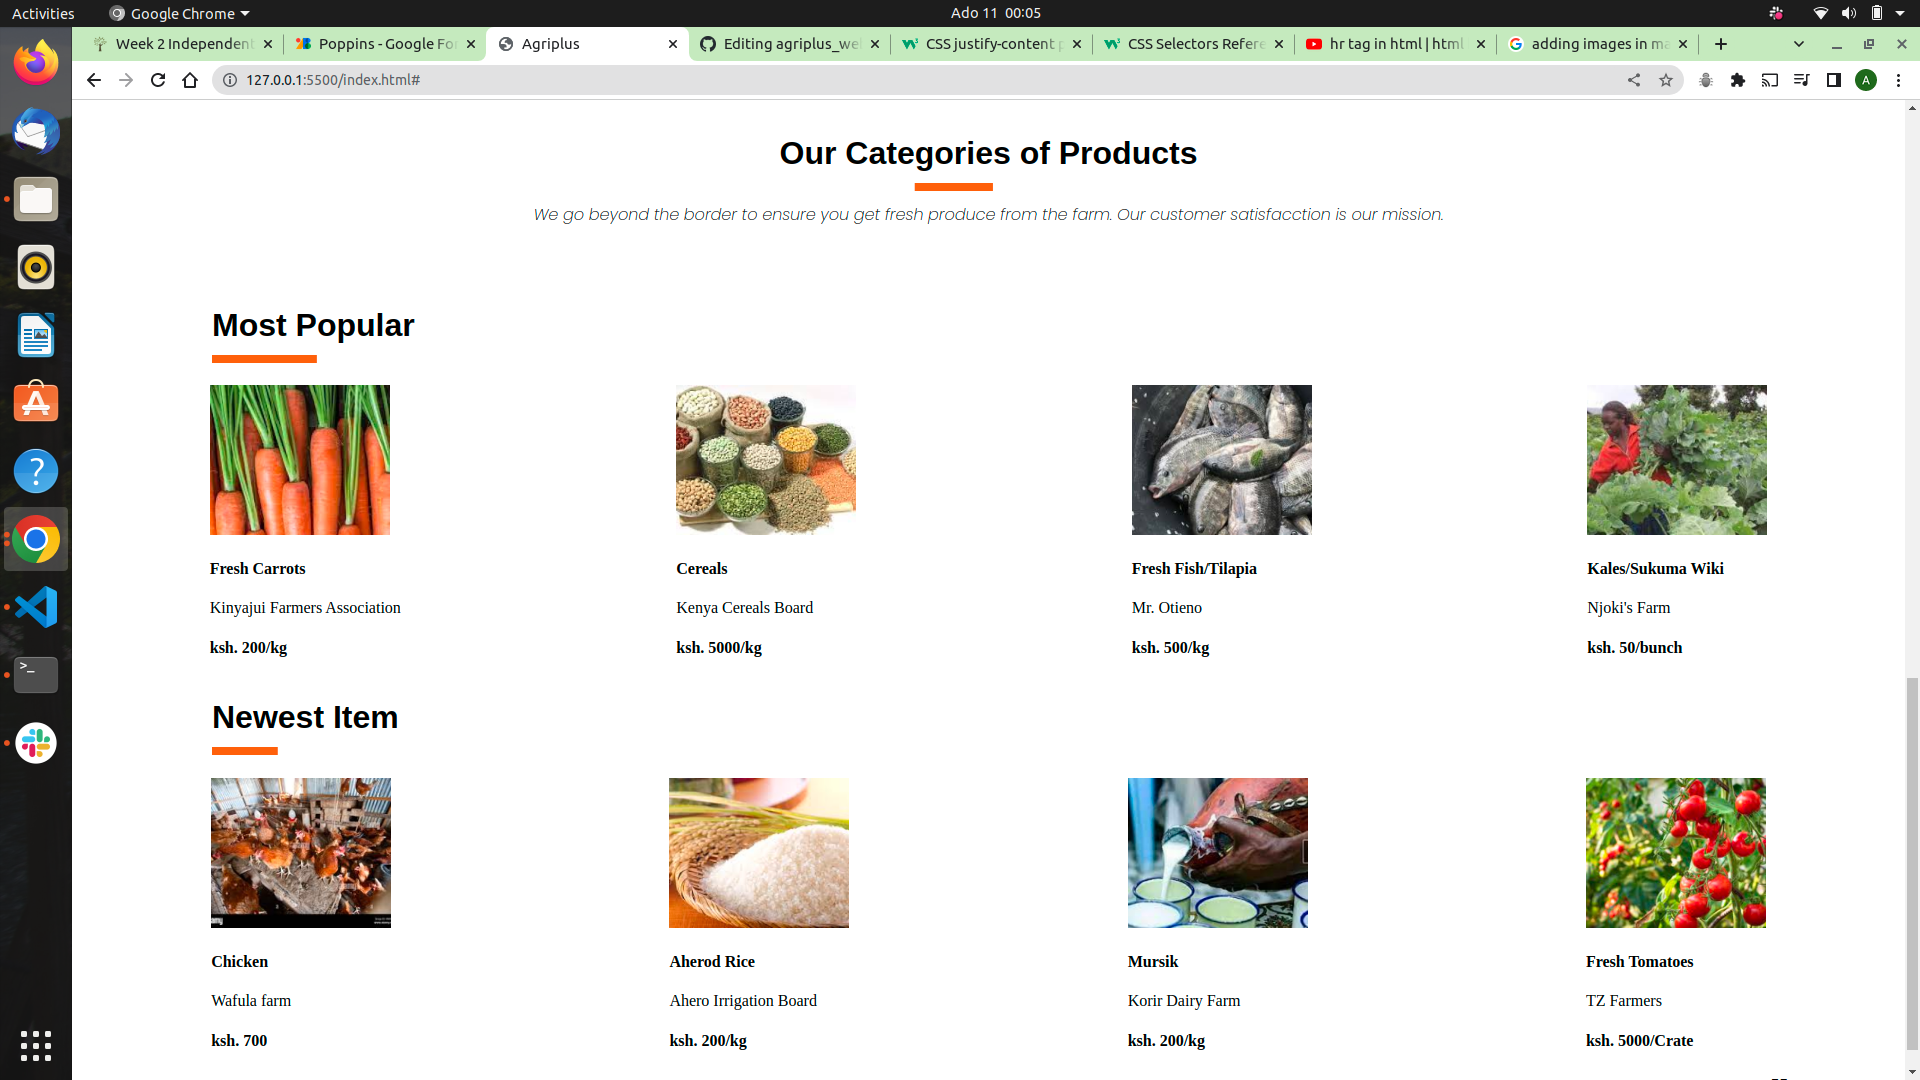 Activities
Google Chrome
Ado 11 00:05
Week 2 Independent
Poppins - Google Fo
Agriplus
Editing agriplus_we
CSS justify-content p
CSS Selectors Refere
hr tag in html | html
adding images in ma
127.0.0.1:5500/index.html#
A
Our Categories of Products
We go beyond the border to ensure you get fresh produce from the farm. Our customer satisfacction is our mission.
Most Popular
Fresh Carrots
Cereals
Fresh Fish/Tilapia
Kales/Sukuma Wiki
Kinyajui Farmers Association
Kenya Cereals Board
Mr. Otieno
Njoki's Farm
ksh. 200/kg
ksh. 5000/kg
ksh. 500/kg
ksh. 50/bunch
Newest Item
Chicken
Aherod Rice
Mursik
Fresh Tomatoes
Wafula farm
Ahero Irrigation Board
Korir Dairy Farm
TZ Farmers
ksh. 700
ksh. 200/kg
ksh. 200/kg
ksh. 5000/Crate